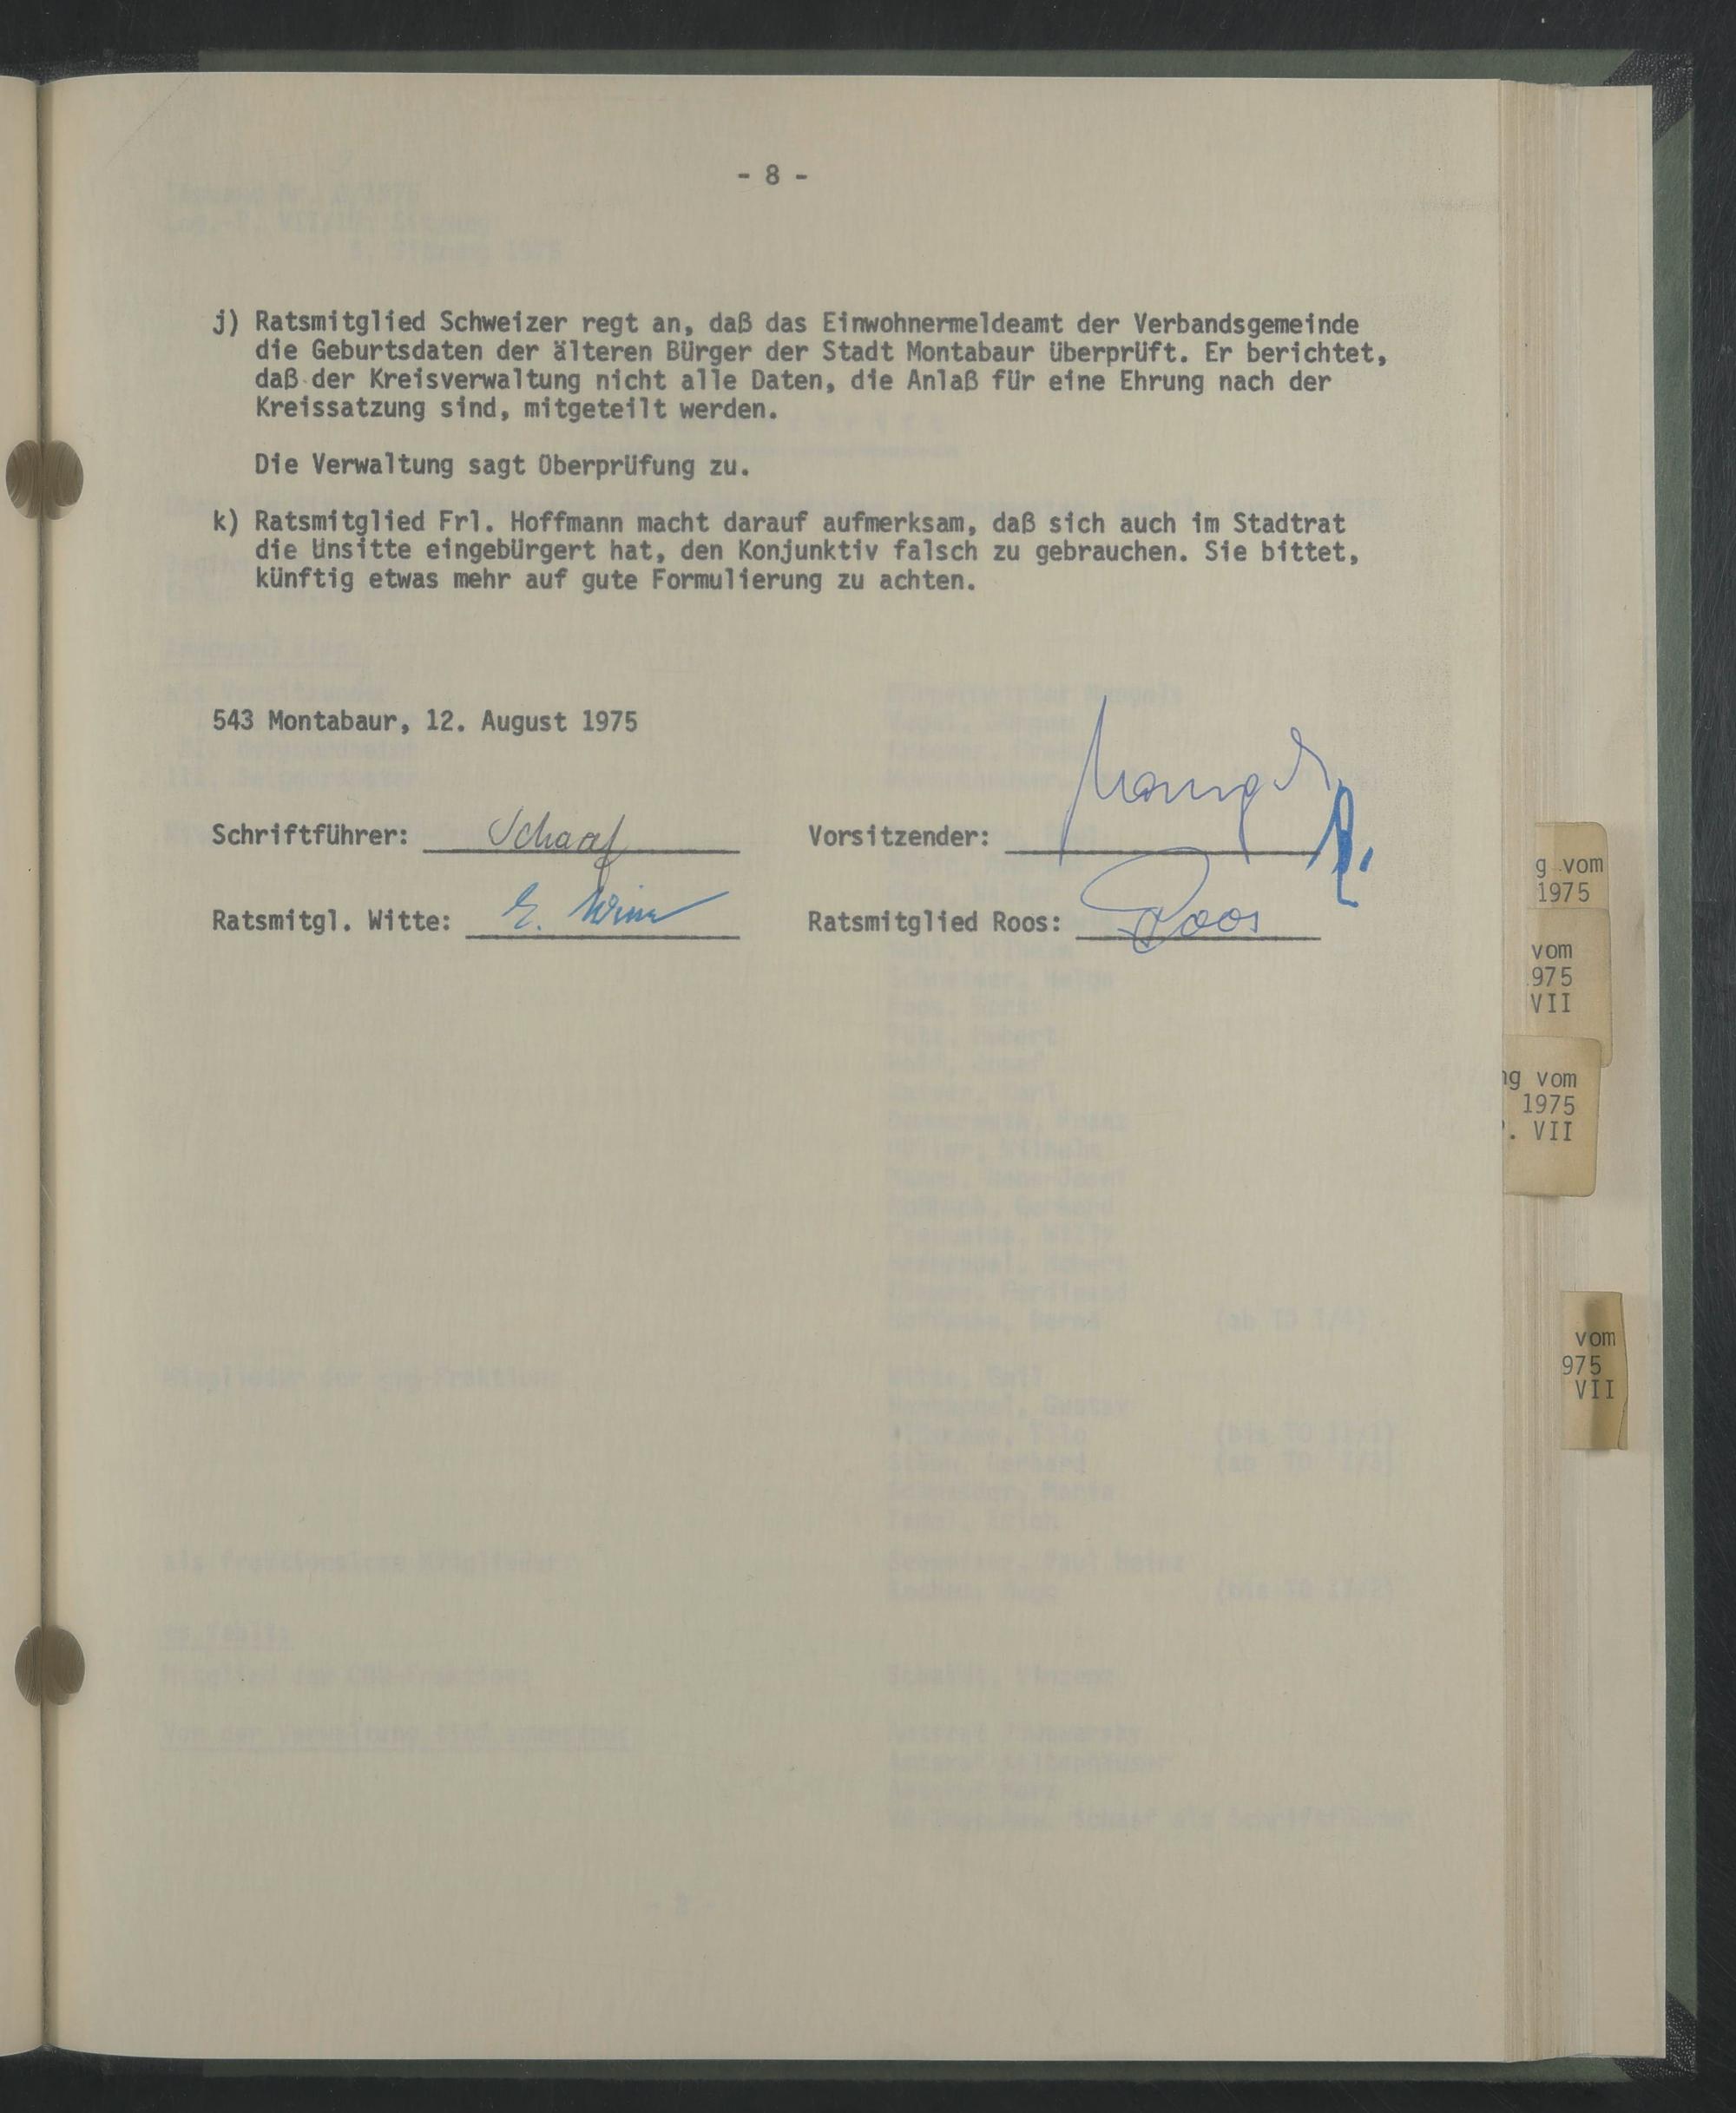 - 8 -
j) Ratsmitglied Schweizer regt an, daß das Einwohnermeldeamt der Verbandsgemeinde
die Geburtsdaten der älteren Bürger der Stadt Montabaur überprüft. Er berichtet,
daß der Kreisverwaltung nicht alle Daten, die Anlaß für eine Ehrung nach der
Kreissatzung sind, mitgeteilt werden.
Die Verwaltung sagt Überprüfung zu.
k) Ratsmitglied Frl. Hoffmann macht darauf aufmerksam, daß sich auch im Stadtrat
die Unsitte eingebürgert hat, den Konjunktiv falsch zu gebrauchen. Sie bittet,
künftig etwas mehr auf gute Formulierung zu achten.
543 Montabaur, 12. August 1975
Schriftführer: Schaaf Vorsitzender:
Ratsmitgl. Witte: Ratsmitglied Roos: Roos
g vom
1975
vom
975
VII
ng vom
1975
. VII
vom
975
VII